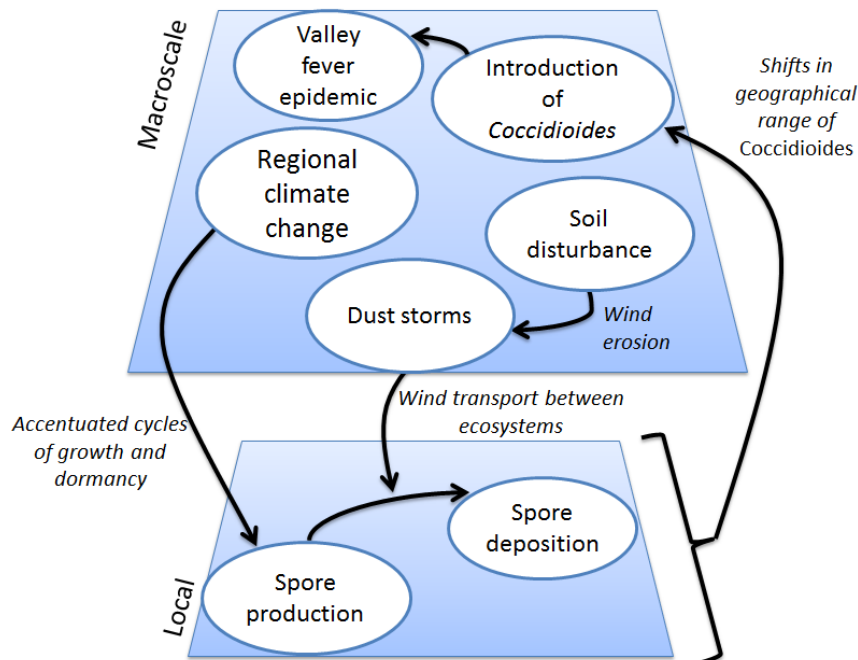 Macroscale
Valley
fever
epidemic
Introduction
of
Coccidioides
Shifts in
geographical
range of
Coccidioides
Regional
climate
change
Soil
disturbance
Dust storms
Wind
erosion
Wind transport between
ecosystems
Accentuated cycles
of growth and
dormancy
Local
Spore
production
Spore
deposition